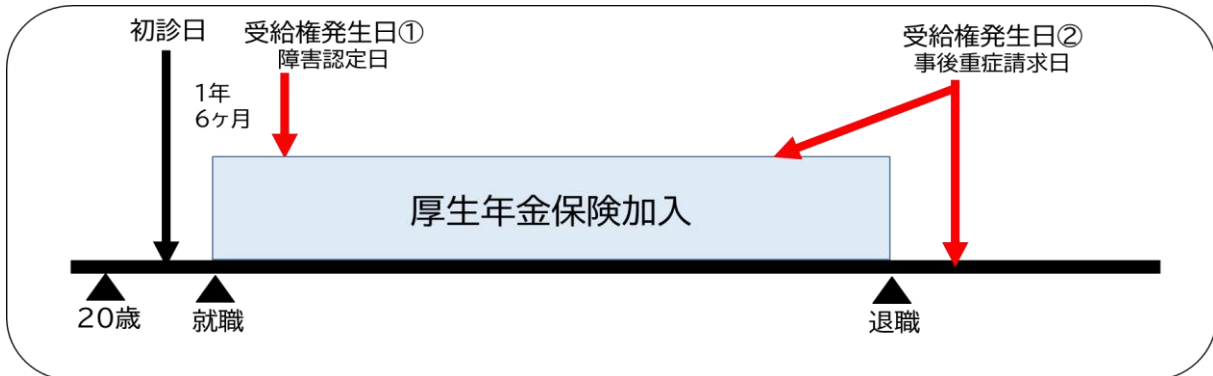 初診日
受給権発生日①
障害認定日
1年
6ヶ月
受給権発生日②
事後重症請求日
厚生年金保険加入
20歳
就職
退職